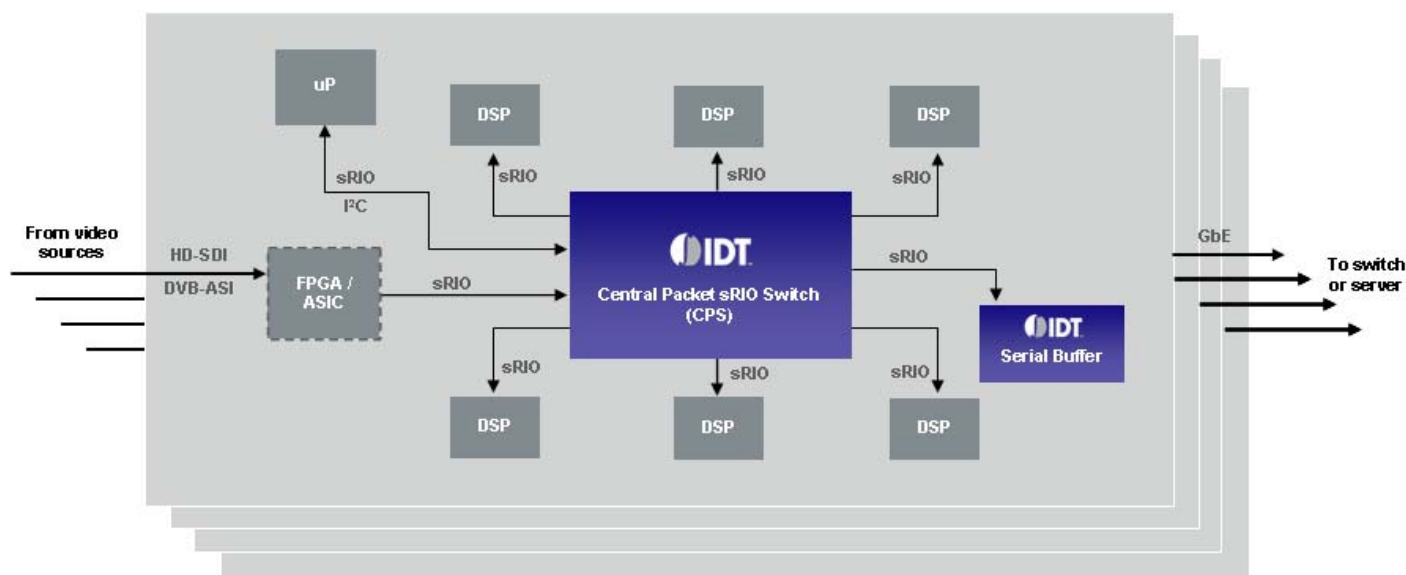 uP
DSP
DSP
DSP
sRIO
I²C
sRIO
sRIO
sRIO
From video
sources
HD-SDI
DVB-ASI
FPGA /
ASIC
sRIO
IDT
Central Packet sRIO Switch
(CPS)
sRIO
IDT
Serial Buffer
GbE
To switch
or server
sRIO
sRIO
sRIO
DSP
DSP
DSP